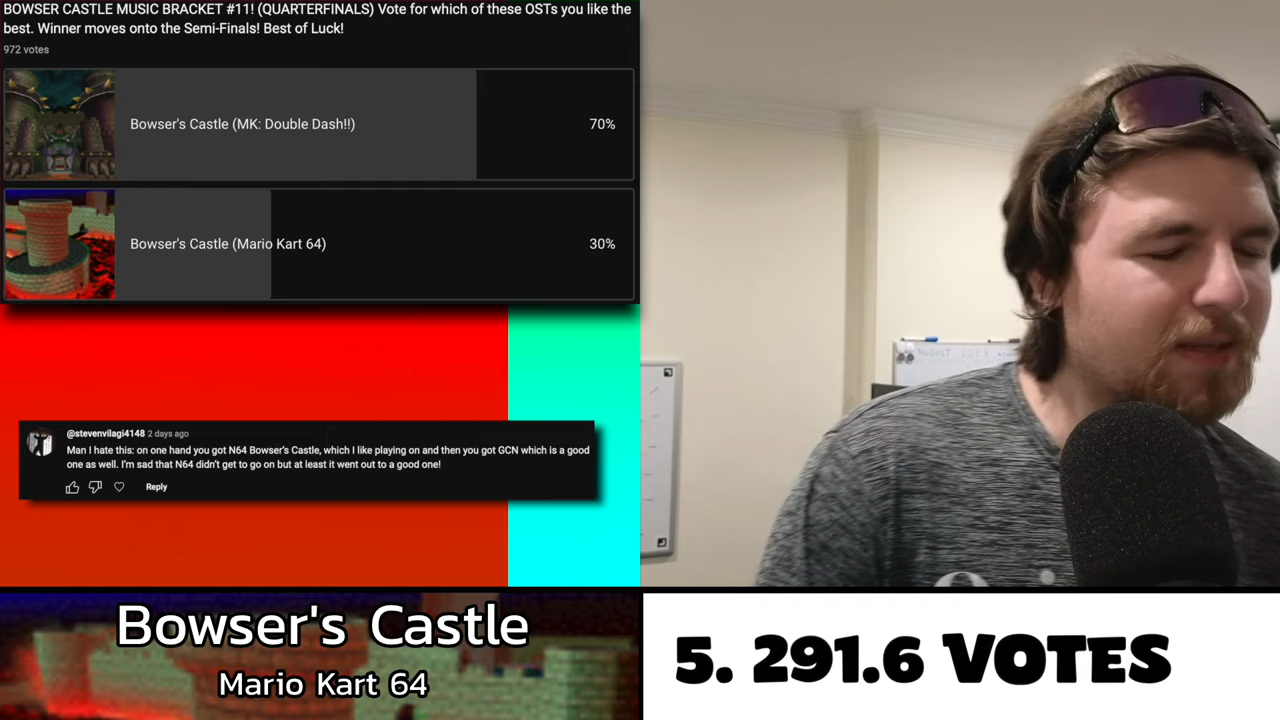 BOWSER CASTLE MUSIC BRACKET #11! (QUARTERFINALS) Vote for which of these OSTs you like the
best. Winner moves onto the Semi-Finals! Best of Luck!
972 votes
Bowser's Castle (MK: Double Dash!!)
70%
Bowser's Castle (Mario Kart 64)
30%
@stevenvilagi4148 2 days ago
Man I hate this: on one hand you got N64 Bowser's Castle, which I like playing on and then you got GCN which is a good
one as well. I'm sad that N64 didn't get to go on but at least it went out to a good one!
Reply
AUGUST
Bowser's Castle
Mario Kart 64
5. 291.6 VOTES